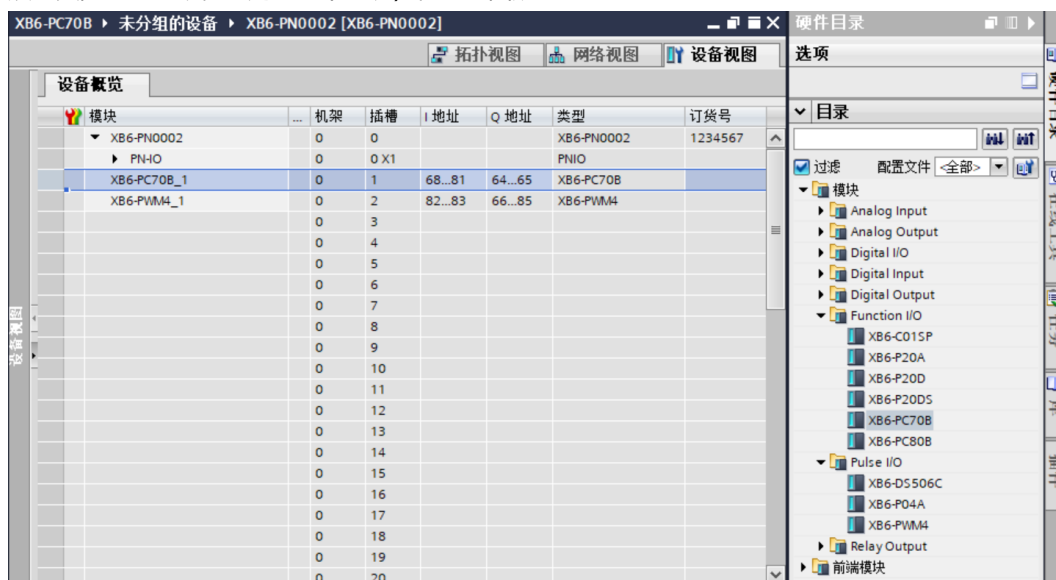 XB6-PC70B ▸ 未分组的设备 ▸ XB6-PN0002 [XB6-PN0002]
拓扑视图 网络视图 设备视图
设备概览
模块 ... 机架 插槽 I 地址 Q 地址 类型 订货号
XB6-PN0002 0 0 XB6-PN0002 1234567
PN-IO 0 0 X1 PNIO
XB6-PC70B_1 0 1 68...81 64...65 XB6-PC70B
XB6-PWM4_1 0 2 82...83 66...85 XB6-PWM4
0 3
0 4
0 5
0 6
0 7
0 8
0 9
0 10
0 11
0 12
0 13
0 14
0 15
0 16
0 17
0 18
0 19
0 20
设备视图
硬件目录
选项
目录
过滤 配置文件 <全部>
模块
Analog Input
Analog Output
Digital I/O
Digital Input
Digital Output
Function I/O
XB6-C01SP
XB6-P20A
XB6-P20D
XB6-P20DS
XB6-PC70B
XB6-PC80B
Pulse I/O
XB6-DS506C
XB6-P04A
XB6-PWM4
Relay Output
前端模块